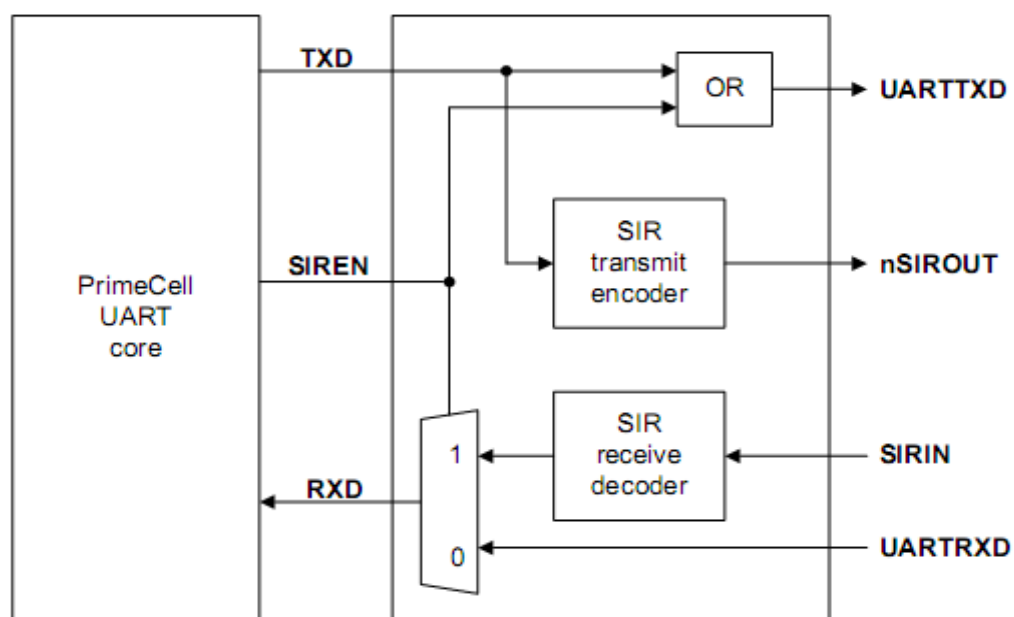 TXD
OR
UARTTXD
SIREN
SIR
transmit
encoder
nSIROUT
PrimeCell
UART
core
SIR
receive
decoder
1
SIRIN
RXD
0
UARTRXD